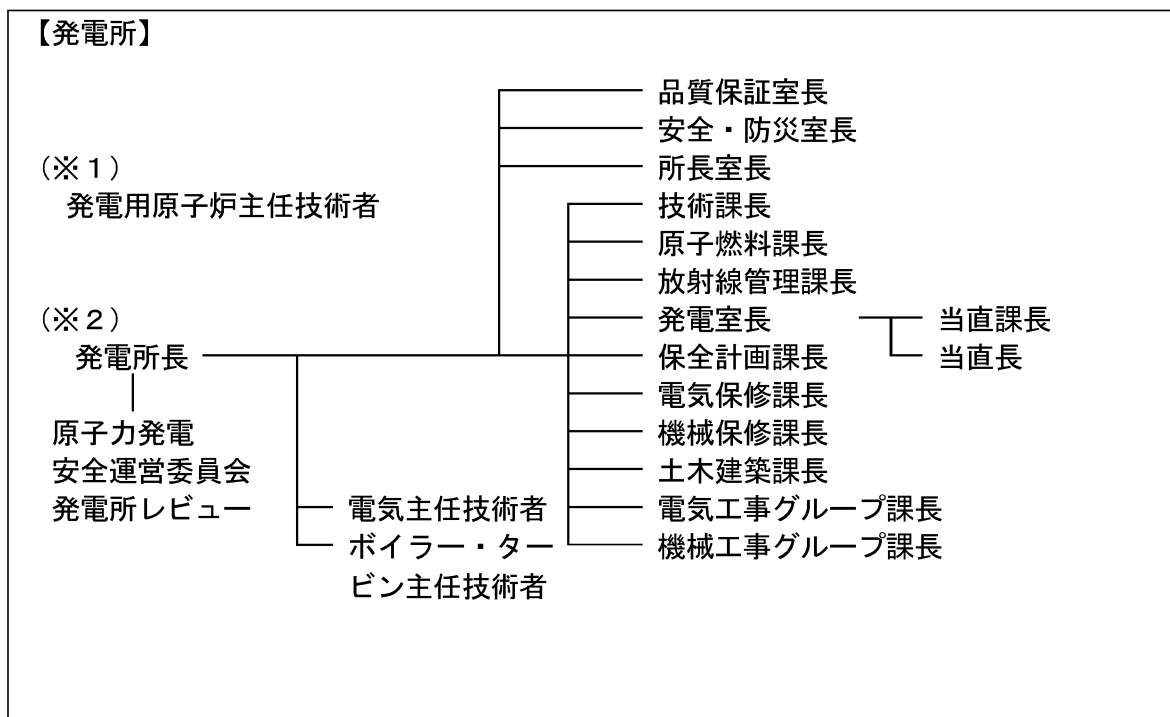 【発電所】
品質保証室長
安全・防災室長
(※1)
所長室長
発電用原子炉主任技術者
技術課長
原子燃料課長
放射線管理課長
(※2)
発電室長
当直課長
発電所長
保全計画課長
当直長
電気保修課長
原子力発電
機械保修課長
安全運営委員会
土木建築課長
発電所レビュー
電気主任技術者
電気工事グループ課長
ボイラー・ター
機械工事グループ課長
ビン主任技術者